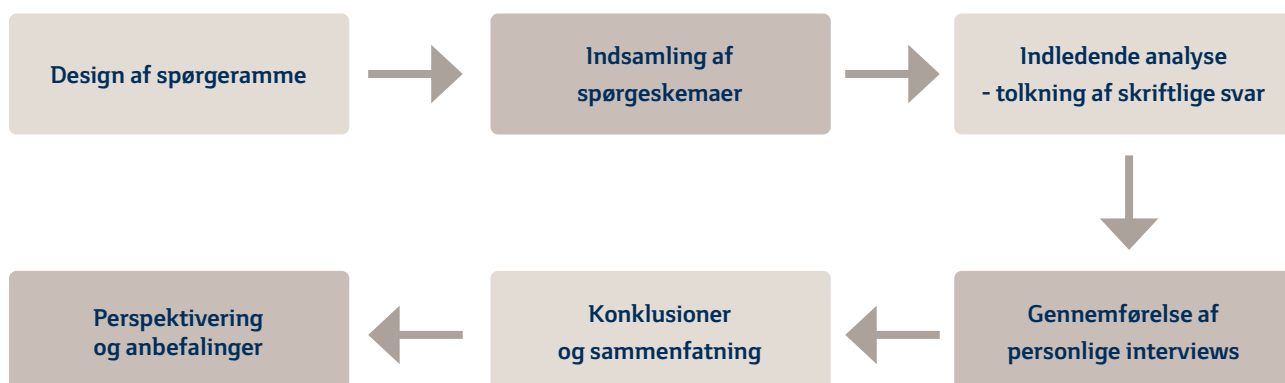 Design af spørgeramme
Indsamling af
spørgeskemaer
Indledende analyse
- tolkning af skriftlige svar
Gennemførelse af
personlige interviews
Konklusioner
og sammenfatning
Perspektivering
og anbefalinger